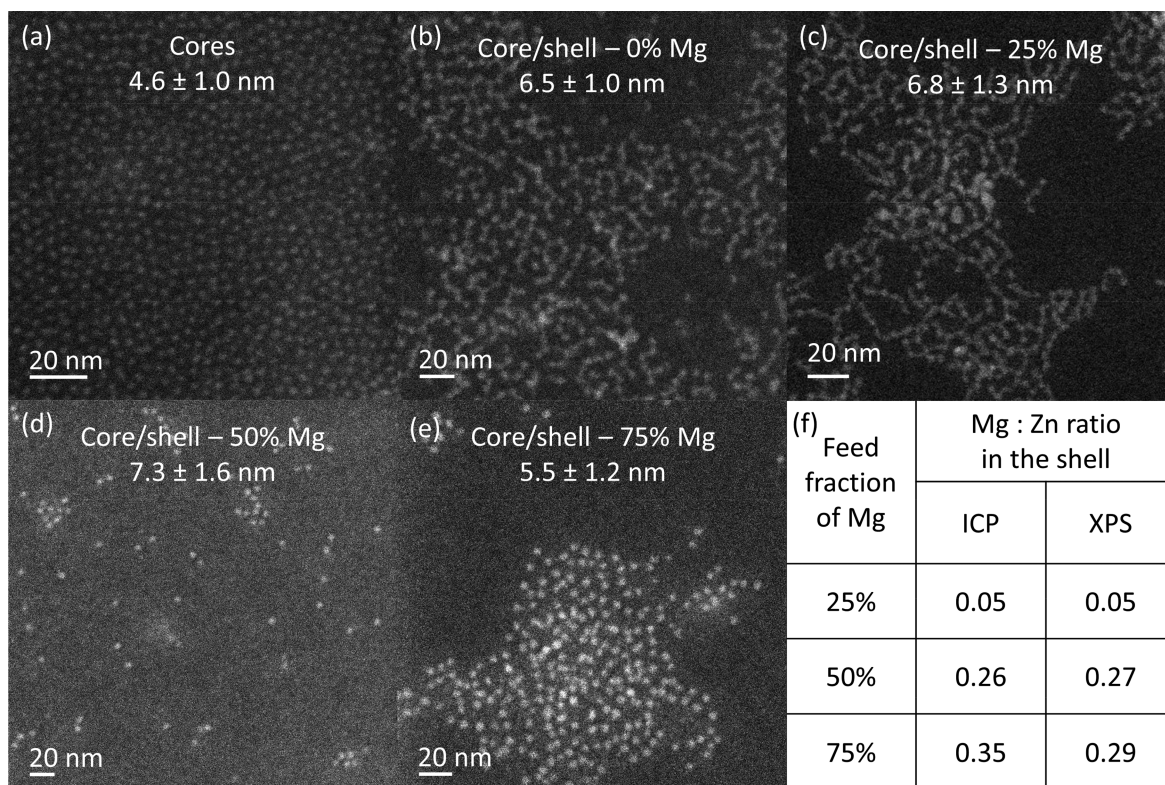 (a)
Cores
4.6 ± 1.0 nm
20 nm
(b)
Core/shell – 0% Mg
6.5 ± 1.0 nm
20 nm
(c)
Core/shell – 25% Mg
6.8 ± 1.3 nm
20 nm
(d)
Core/shell – 50% Mg
7.3 ± 1.6 nm
20 nm
(e)
Core/shell – 75% Mg
5.5 ± 1.2 nm
20 nm
(f)
Feed
fraction
of Mg
Mg : Zn ratio
in the shell
ICP XPS
25% 0.05 0.05
50% 0.26 0.27
75% 0.35 0.29